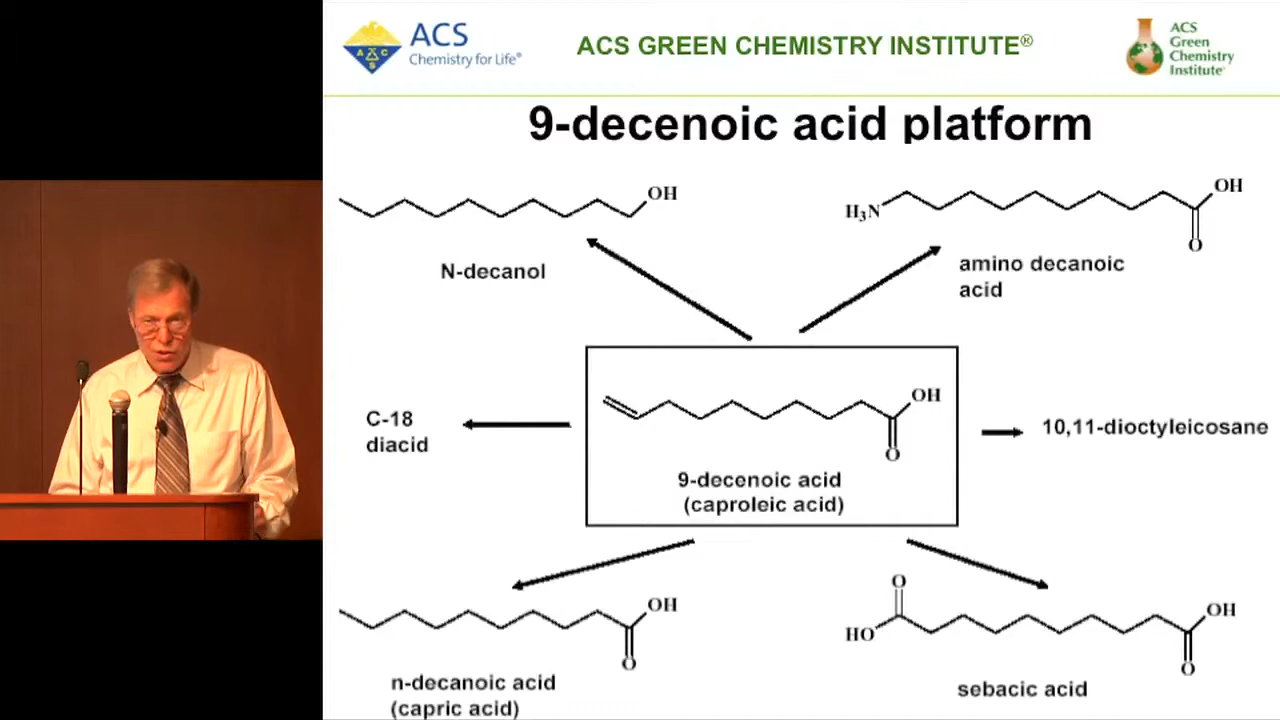 ACS
Chemistry for Life®
ACS GREEN CHEMISTRY INSTITUTE®
ACS
Green
Chemistry
Institute®
A C S
9-decenoic acid platform
OH
N-decanol
H₃N
OH
O
amino decanoic
acid
C-18
diacid
OH
O
9-decenoic acid
(caproleic acid)
10,11-dioctyleicosane
OH
O
n-decanoic acid
(capric acid)
O
HO
OH
O
sebacic acid